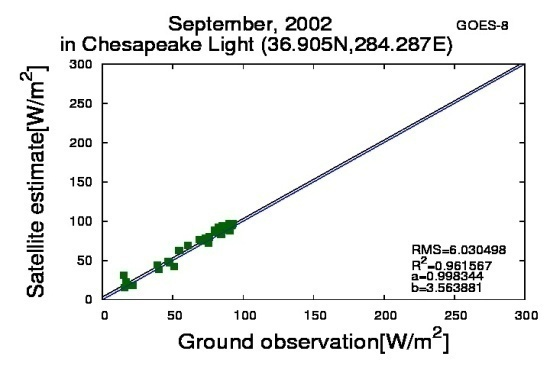 September, 2002
GOES-8
in Chesapeake Light (36.905N,284.287E)
Satellite estimate[W/m²]
300
250
200
150
100
50
0
RMS=6.030498
R²=0.961567
a=0.998344
b=3.563881
0 50 100 150 200 250 300
Ground observation[W/m²]